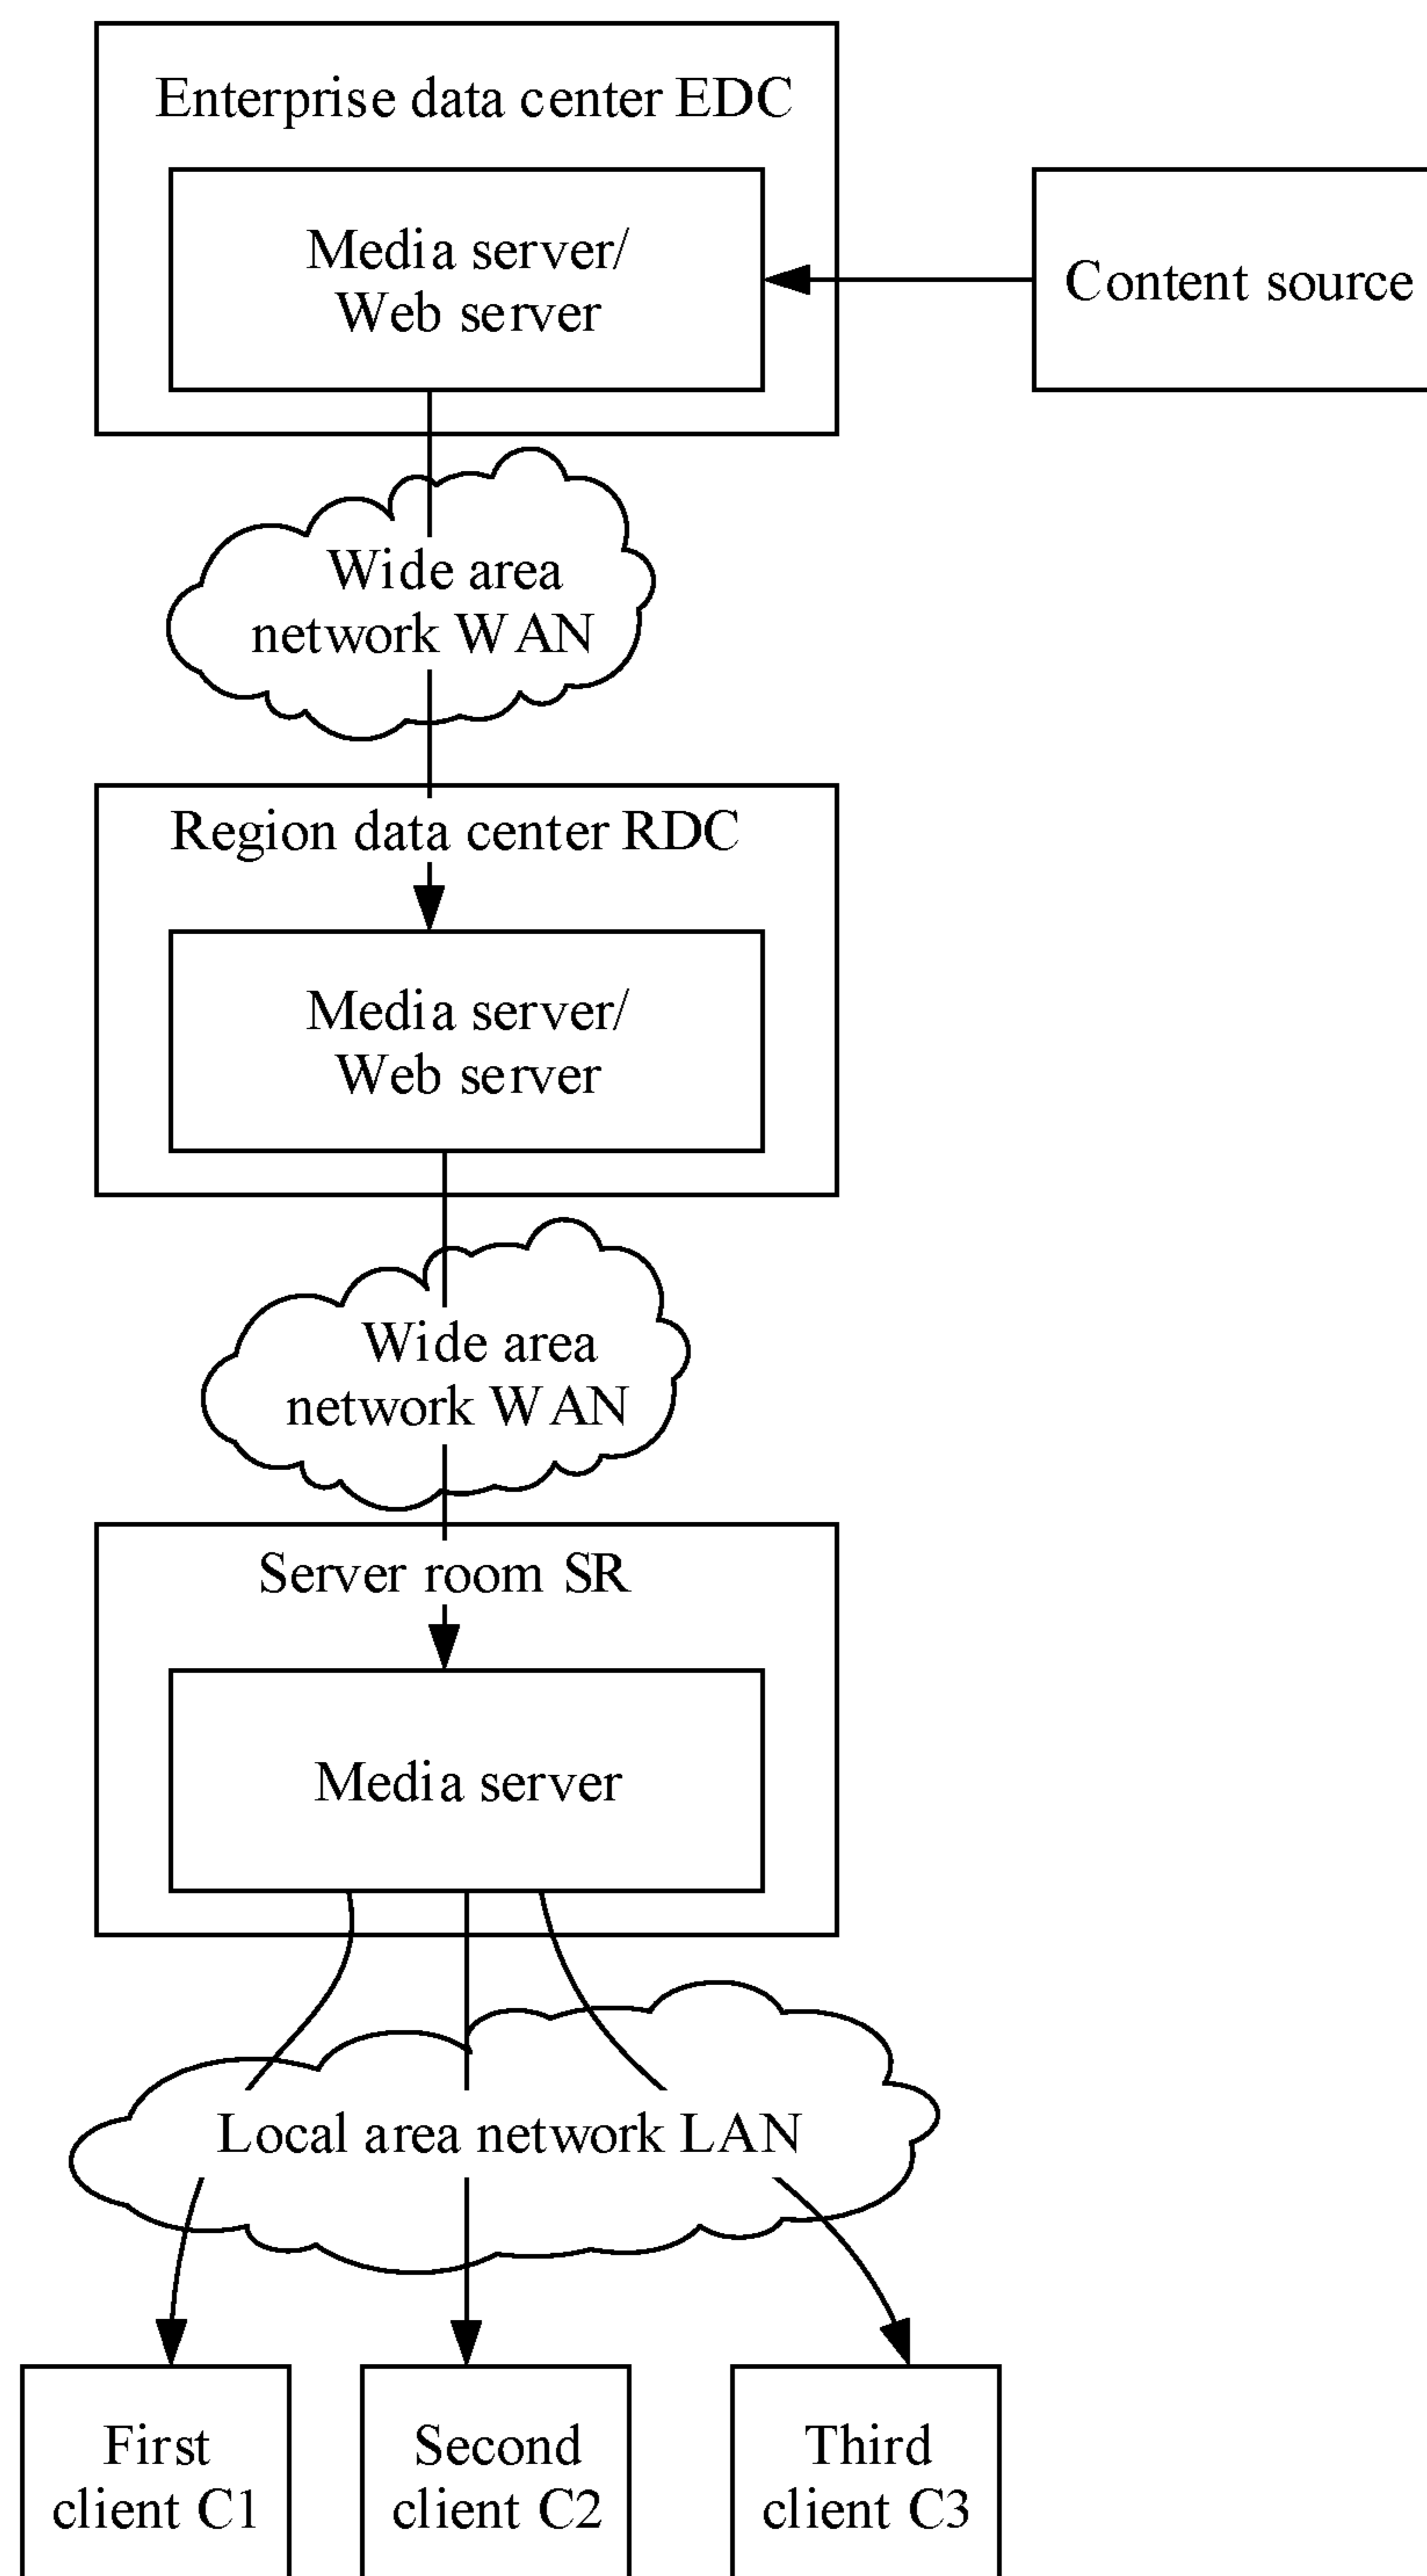 Enterprise data center EDC
Media server/
Web server
Content source
Wide area
network WAN
Region data center RDC
Media server/
Web server
Wide area
network WAN
Server room SR
Media server
Local area network LAN
First
client C1
Second
client C2
Third
client C3